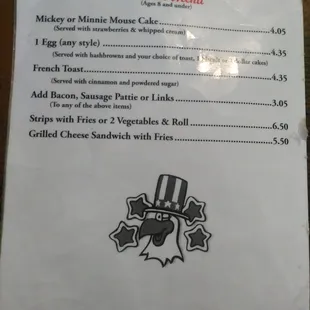 Menu
(Ages 8 and under)
Mickey or Minnie Mouse Cake 4.05
(Served with strawberries & whipped cream)
1 Egg (any style) 4.35
(Served with hashbrowns and your choice of toast, cakes)
French Toast 4.35
(Served with cinnamon and powdered sugar)
Add Bacon, Sausage Pattie or Links 3.05
(To any of the above items)
Strips with Fries or 2 Vegetables & Roll 6.50
Grilled Cheese Sandwich with Fries 5.50